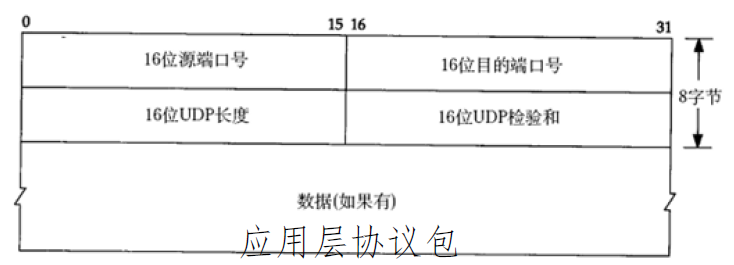 0 15 16 31
16位源端口号 16位目的端口号
8字节
16位UDP长度 16位UDP检验和
数据(如果有)
应用层协议包